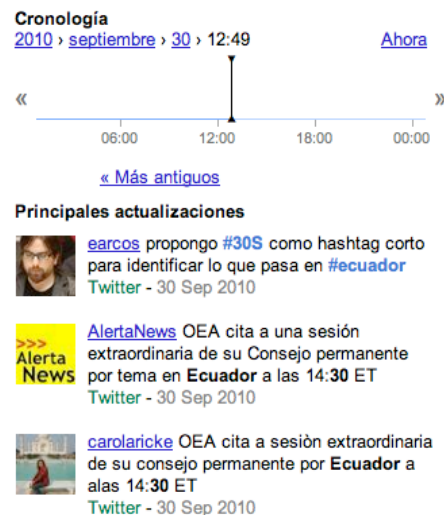 Cronología
2010 › septiembre › 30 › 12:49 Ahora
« »
06:00 12:00 18:00 00:00
« Más antiguos
Principales actualizaciones
earcos propongo #30S como hashtag corto
para identificar lo que pasa en #ecuador
Twitter - 30 Sep 2010
>>>
Alerta
News
AlertaNews OEA cita a una sesión
extraordinaria de su Consejo permanente
por tema en Ecuador a las 14:30 ET
Twitter - 30 Sep 2010
carolaricke OEA cita a sesiòn extraordinaria
de su consejo permanente por Ecuador a
alas 14:30 ET
Twitter - 30 Sep 2010